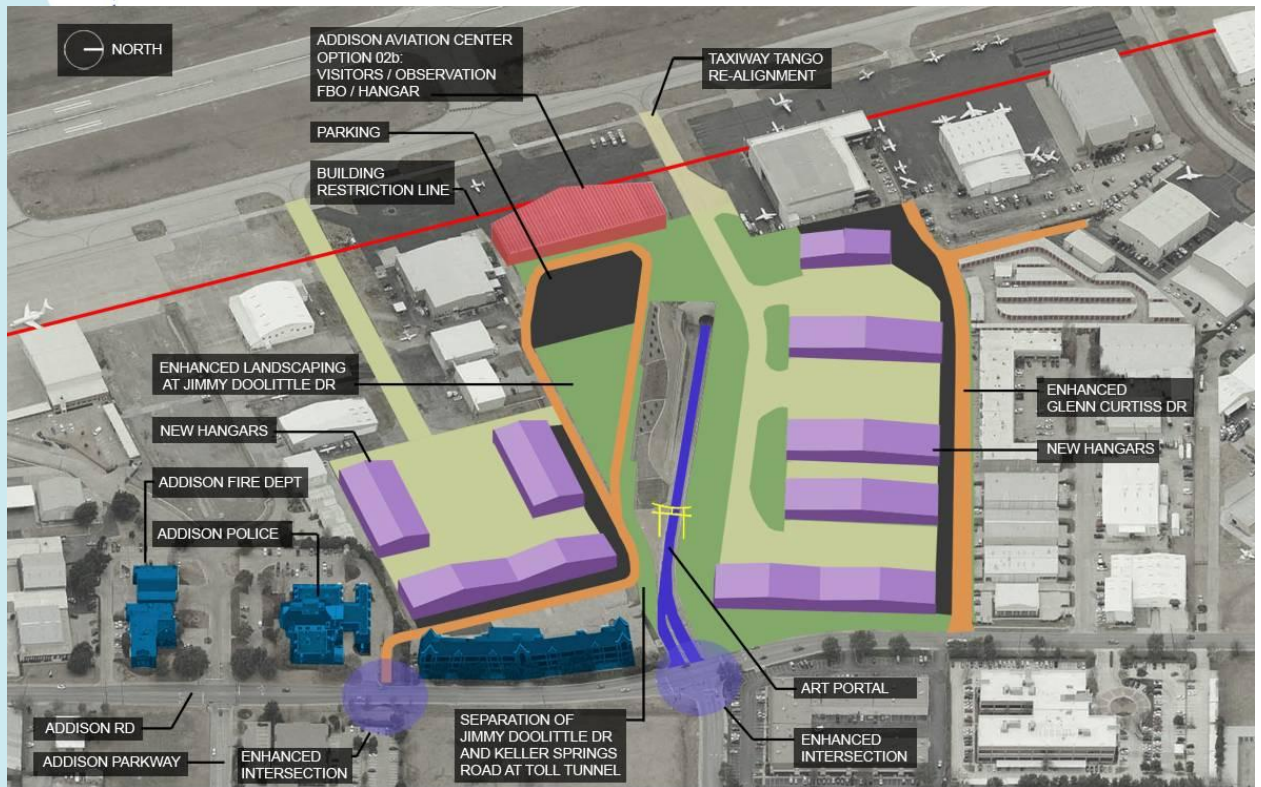 NORTH
ADDISON AVIATION CENTER
OPTION 02b:
VISITORS / OBSERVATION
FBO / HANGAR
TAXIWAY TANGO
RE-ALIGNMENT
PARKING
BUILDING
RESTRICTION LINE
ENHANCED LANDSCAPING
AT JIMMY DOOLITTLE DR
ENHANCED
GLENN CURTISS DR
NEW HANGARS
NEW HANGARS
ADDISON FIRE DEPT
ADDISON POLICE
ART PORTAL
ADDISON RD
SEPARATION OF
JIMMY DOOLITTLE DR
AND KELLER SPRINGS
ROAD AT TOLL TUNNEL
ADDISON PARKWAY
ENHANCED
INTERSECTION
ENHANCED
INTERSECTION